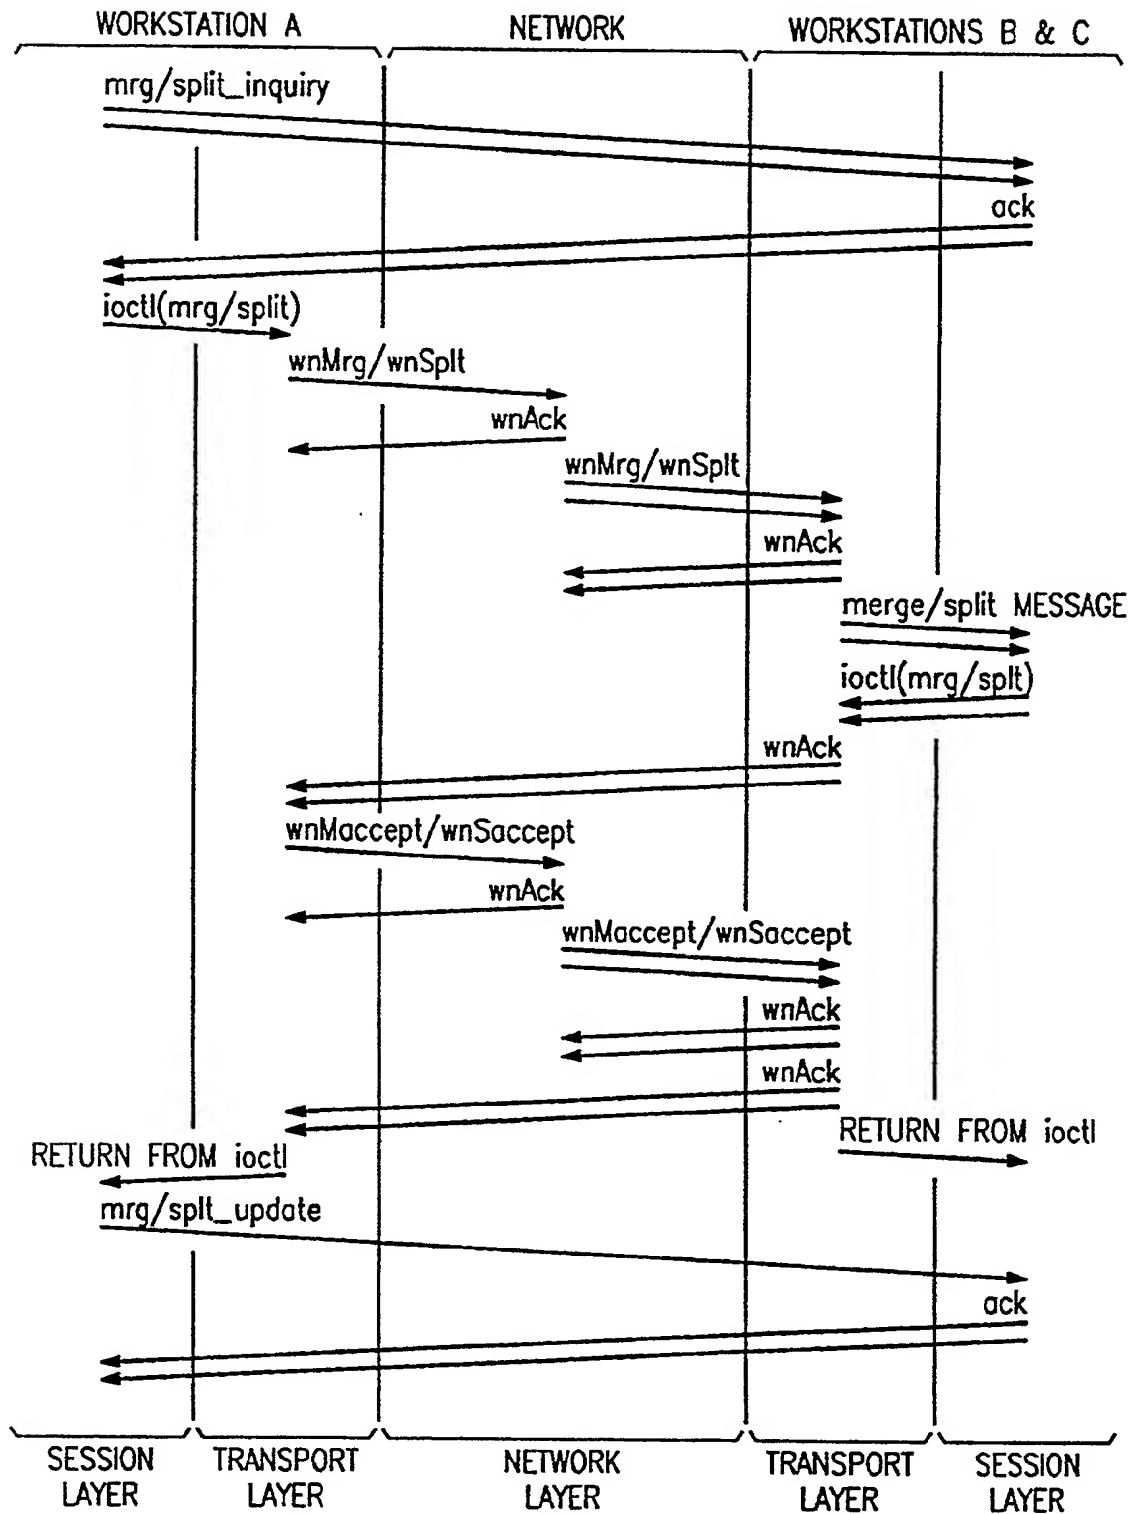 WORKSTATION A
NETWORK
WORKSTATIONS B & C
mrg/split_inquiry
ack
ioctl(mrg/split)
wnMrg/wnSplt
wnAck
wnMrg/wnSplt
wnAck
merge/split MESSAGE
ioctl(mrg/splt)
wnAck
wnMaccept/wnSaccept
wnAck
wnMaccept/wnSaccept
wnAck
wnAck
RETURN FROM ioctl
RETURN FROM ioctl
mrg/splt_update
ack
SESSION
LAYER
TRANSPORT
LAYER
NETWORK
LAYER
TRANSPORT
LAYER
SESSION
LAYER